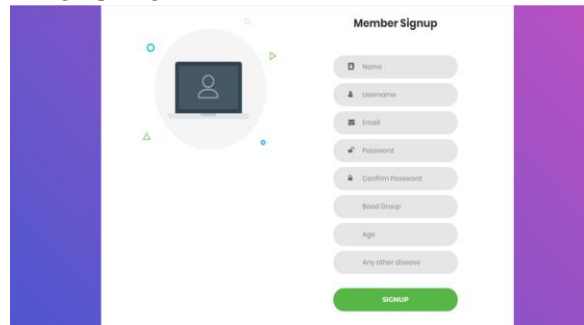 Member Signup
Name
Username
Email
Password
Confirm Password
Bood Group
Age
Any other disease
SIGNUP